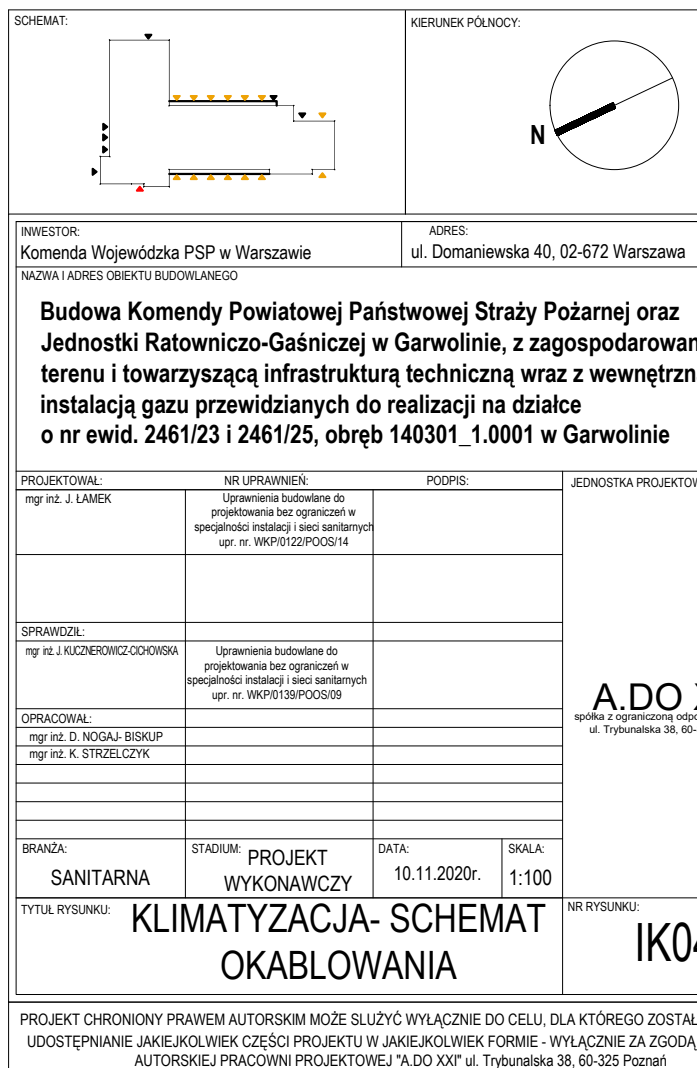 SCHEMAT:
KIERUNEK PÓŁNOCY:
N
INWESTOR:
Komenda Wojewódzka PSP w Warszawie
ADRES:
ul. Domaniewska 40, 02-672 Warszawa
NAZWA I ADRES OBIEKTU BUDOWLANEGO
Budowa Komendy Powiatowej Państwowej Straży Pożarnej oraz
Jednostki Ratowniczo-Gaśniczej w Garwolinie, z zagospodarowan
terenu i towarzyszącą infrastrukturą techniczną wraz z wewnętrzn
instalacją gazu przewidzianych do realizacji na działce
o nr ewid. 2461/23 i 2461/25, obręb 140301_1.0001 w Garwolinie
PROJEKTOWAŁ:
NR UPRAWNIEŃ:
PODPIS:
JEDNOSTKA PROJEKTOW
mgr inż. J. ŁAMEK
Uprawnienia budowlane do
projektowania bez ograniczeń w
specjalności instalacji i sieci sanitarnych
upr. nr. WKP/0122/POOS/14
SPRAWDZIŁ:
mgr inż. J. KUCZNEROWICZ-CICHOWSKA
Uprawnienia budowlane do
projektowania bez ograniczeń w
specjalności instalacji i sieci sanitarnych
upr. nr. WKP/0139/POOS/09
A.DO X
spółka z ograniczoną odpo
ul. Trybunalska 38, 60-
OPRACOWAŁ:
mgr inż. D. NOGAJ- BISKUP
mgr inż. K. STRZELCZYK
BRANŻA:
SANITARNA
STADIUM:
PROJEKT
WYKONAWCZY
DATA:
10.11.2020r.
SKALA:
1:100
TYTUŁ RYSUNKU:
KLIMATYZACJA- SCHEMAT
OKABLOWANIA
NR RYSUNKU:
IK04
PROJEKT CHRONIONY PRAWEM AUTORSKIM MOŻE SLUŻYĆ WYŁĄCZNIE DO CELU, DLA KTÓREGO ZOSTAŁ
UDOSTĘPNIANIE JAKIEJKOLWIEK CZĘŚCI PROJEKTU W JAKIEJKOLWIEK FORMIE - WYŁĄCZNIE ZA ZGODĄ
AUTORSKIEJ PRACOWNI PROJEKTOWEJ "A.DO XXI" ul. Trybunalska 38, 60-325 Poznań